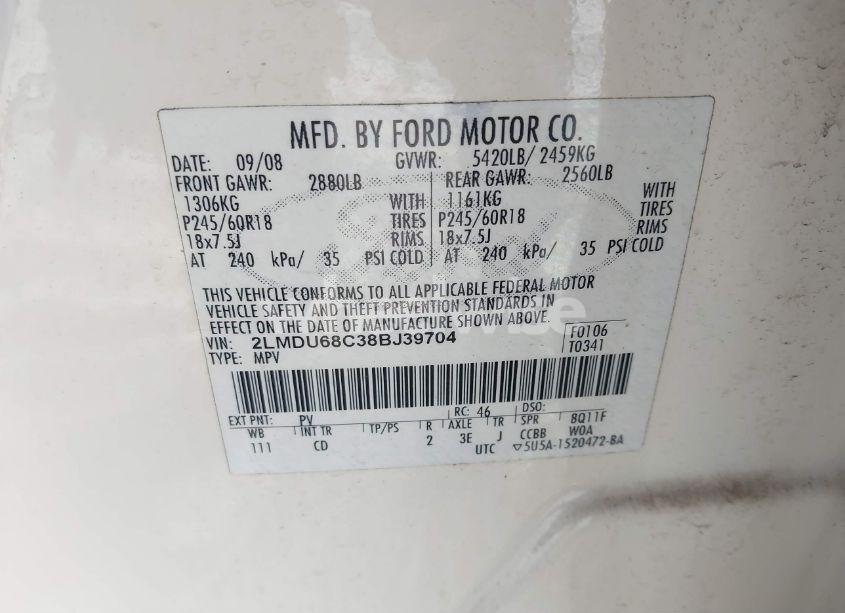 MFD. BY FORD MOTOR CO.
DATE: 09/08 GVWR: 5420LB/ 2459KG
FRONT GAWR: 2880LB REAR GAWR: 2560LB
1306KG WITH 1161KG WITH
P245/60R18 TIRES P245/60R18 TIRES
18x7.5J RIMS 18x7.5J RIMS
AT 240 kPa/ 35 PSI COLD AT 240 kPa/ 35 PSI COLD
THIS VEHICLE CONFORMS TO ALL APPLICABLE FEDERAL MOTOR
VEHICLE SAFETY AND THEFT PREVENTION STANDARDS IN
EFFECT ON THE DATE OF MANUFACTURE SHOWN ABOVE.
VIN: 2LMDU68C38BJ39704 F0106
TYPE: MPV T0341
EXT PNT: PV RC: 46 DSO:
WB INT TR TP/PS R AXLE TR SPR 8Q11F
111 CD 2 3E J CCBB WOA
UTC ▽5U5A-1520472-BA